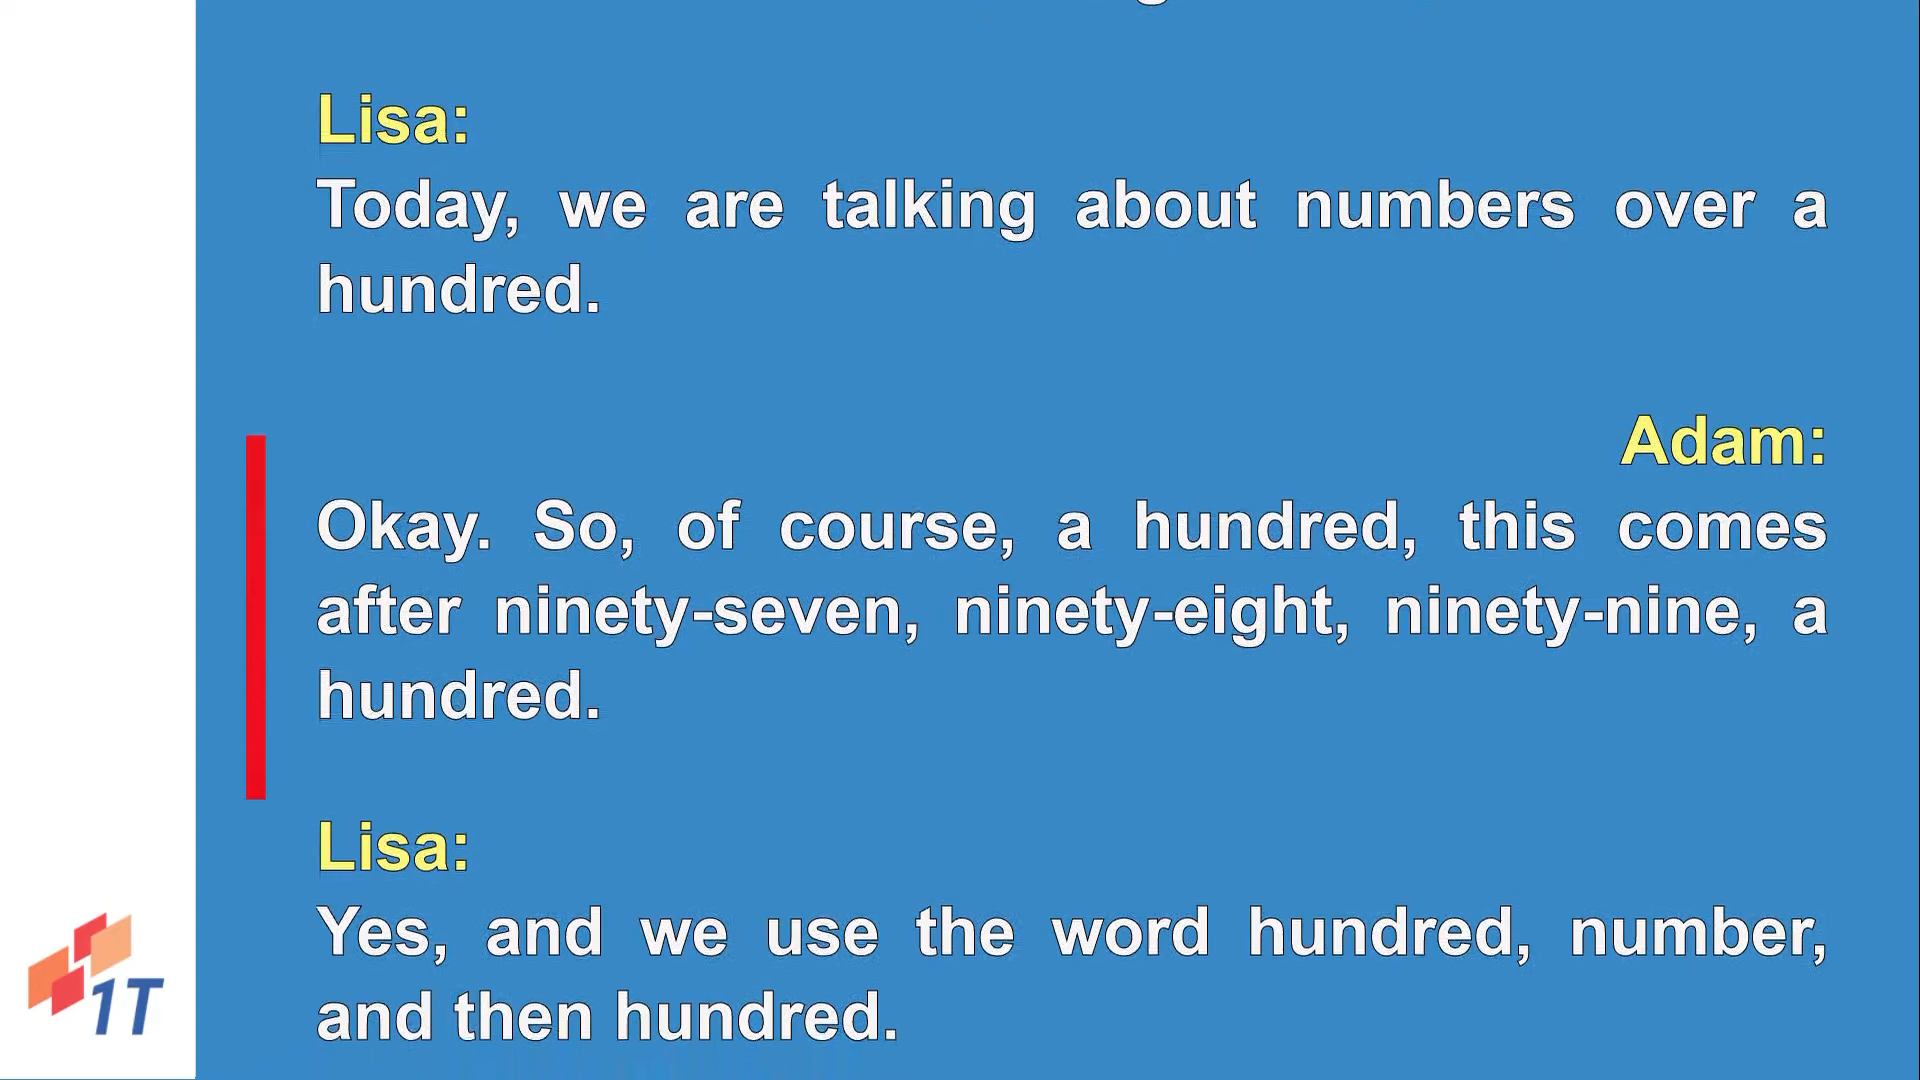 Lisa:
Today, we are talking about numbers over a
hundred.
Adam:
Okay. So, of course, a hundred, this comes
after ninety-seven, ninety-eight, ninety-nine, a
hundred.
Lisa:
Yes, and we use the word hundred, number,
and then hundred.
1T